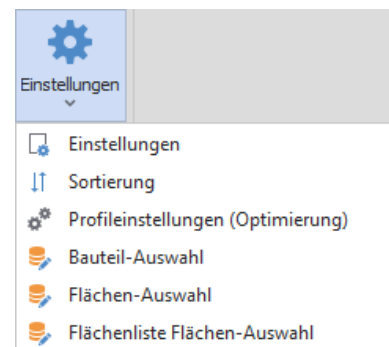 Einstellungen
Einstellungen
Sortierung
Profileinstellungen (Optimierung)
Bauteil-Auswahl
Flächen-Auswahl
Flächenliste Flächen-Auswahl